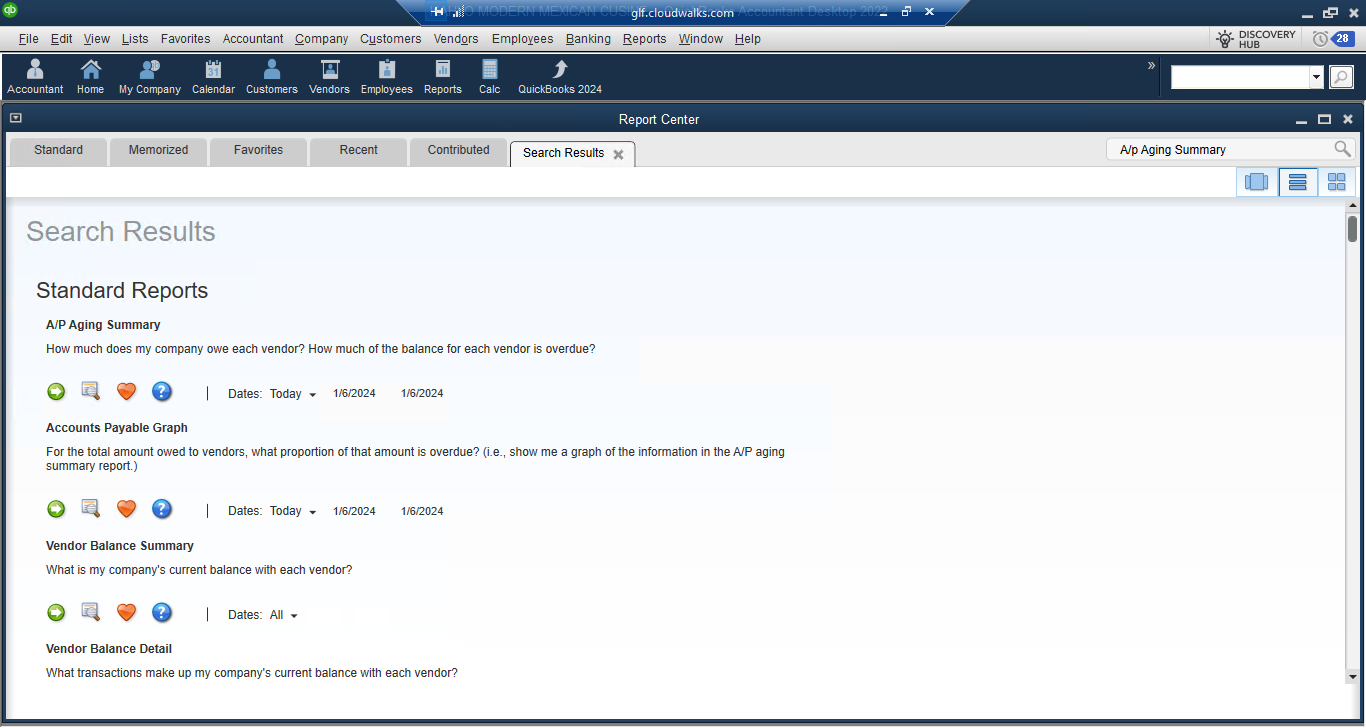 qb
MODERN MEXICAN
glf.cloudwalks.com
Accountant Desktop
File Edit View Lists Favorites Accountant Company Customers Vendors Employees Banking Reports Window Help
DISCOVERY HUB
28
Accountant Home My Company Calendar Customers Vendors Employees Reports Calc QuickBooks 2024
31
Report Center
Standard Memorized Favorites Recent Contributed Search Results
A/p Aging Summary
Search Results
Standard Reports
A/P Aging Summary
How much does my company owe each vendor? How much of the balance for each vendor is overdue?
? | Dates: Today 1/6/2024 1/6/2024
Accounts Payable Graph
For the total amount owed to vendors, what proportion of that amount is overdue? (i.e., show me a graph of the information in the A/P aging
summary report.)
? | Dates: Today 1/6/2024 1/6/2024
Vendor Balance Summary
What is my company's current balance with each vendor?
? | Dates: All
Vendor Balance Detail
What transactions make up my company's current balance with each vendor?